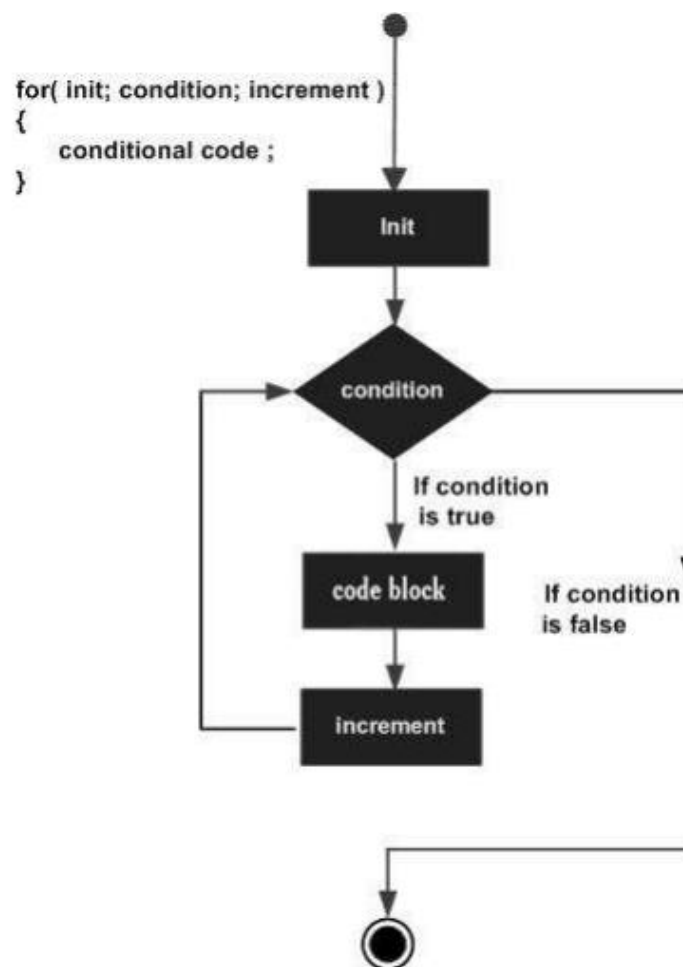 for( init; condition; increment )
{
conditional code ;
}
Init
condition
If condition
is true
code block
If condition
is false
increment